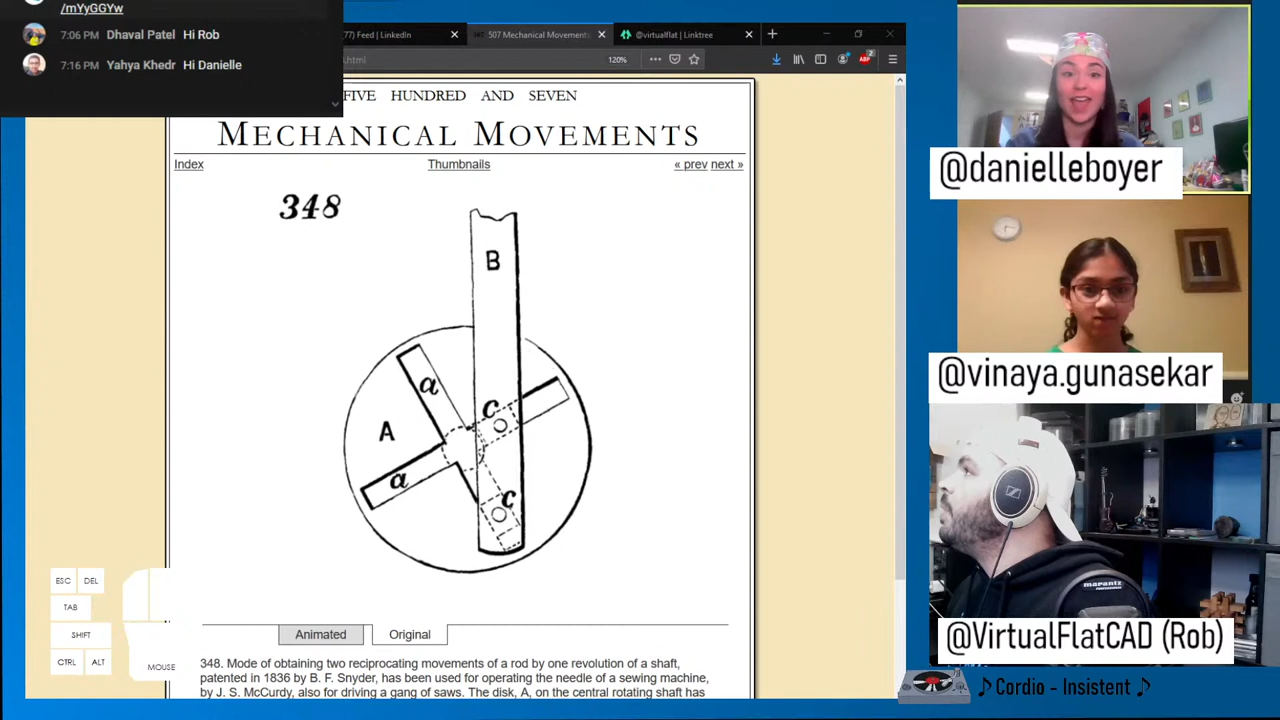 /mYyGGYw
7:06 PM Dhaval Patel Hi Rob
7:16 PM Yahya Khedr Hi Danielle
(77) Feed | LinkedIn
507 Mechanical Movements
@virtualflat | Linktree
.html
120%
ABP
2
FIVE HUNDRED AND SEVEN
MECHANICAL MOVEMENTS
Index
Thumbnails
« prev next »
348
B
a
c
A
a
c
Animated
Original
348. Mode of obtaining two reciprocating movements of a rod by one revolution of a shaft,
patented in 1836 by B. F. Snyder, has been used for operating the needle of a sewing machine,
by J. S. McCurdy, also for driving a gang of saws. The disk, A, on the central rotating shaft has
ESC DEL
TAB
SHIFT
CTRL ALT
MOUSE
@danielleboyer
@vinaya.gunasekar
marantz
PROFESSIONAL
@VirtualFlatCAD (Rob)
♪ Cordio - Insistent ♪